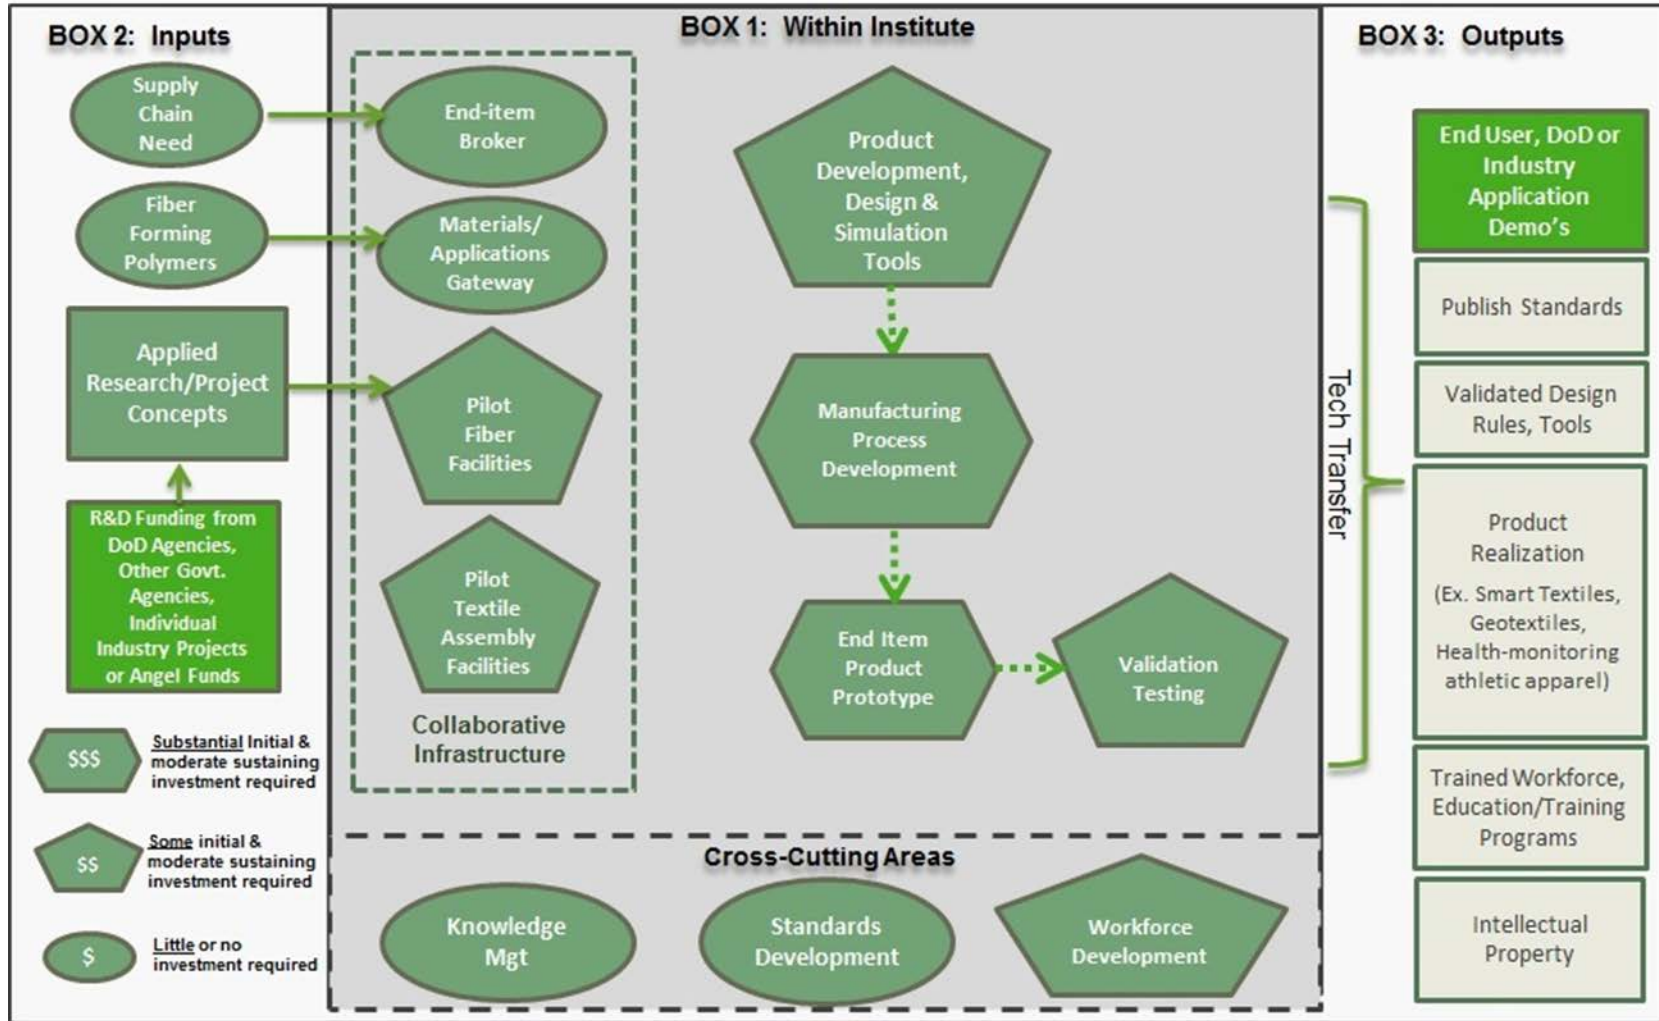 BOX 2:  Inputs
Supply
Chain
Need
Fiber
Forming
Polymers
Applied
Research/Project
Concepts
R&D Funding from
DoD Agencies,
Other Govt.
Agencies,
Individual
Industry Projects
or Angel Funds
$$$
Substantial Initial &
moderate sustaining
investment required
$$
Some initial &
moderate sustaining
investment required
$
Little or no
investment required
BOX 1:  Within Institute
End-item
Broker
Materials/
Applications
Gateway
Pilot
Fiber
Facilities
Pilot
Textile
Assembly
Facilities
Collaborative
Infrastructure
Product
Development,
Design &
Simulation
Tools
Manufacturing
Process
Development
End Item
Product
Prototype
Validation
Testing
Cross-Cutting Areas
Knowledge
Mgt
Standards
Development
Workforce
Development
Tech Transfer
BOX 3:  Outputs
End User, DoD or
Industry
Application
Demo's
Publish Standards
Validated Design
Rules, Tools
Product
Realization
(Ex. Smart Textiles,
Geotextiles,
Health-monitoring
athletic apparel)
Trained Workforce,
Education/Training
Programs
Intellectual
Property